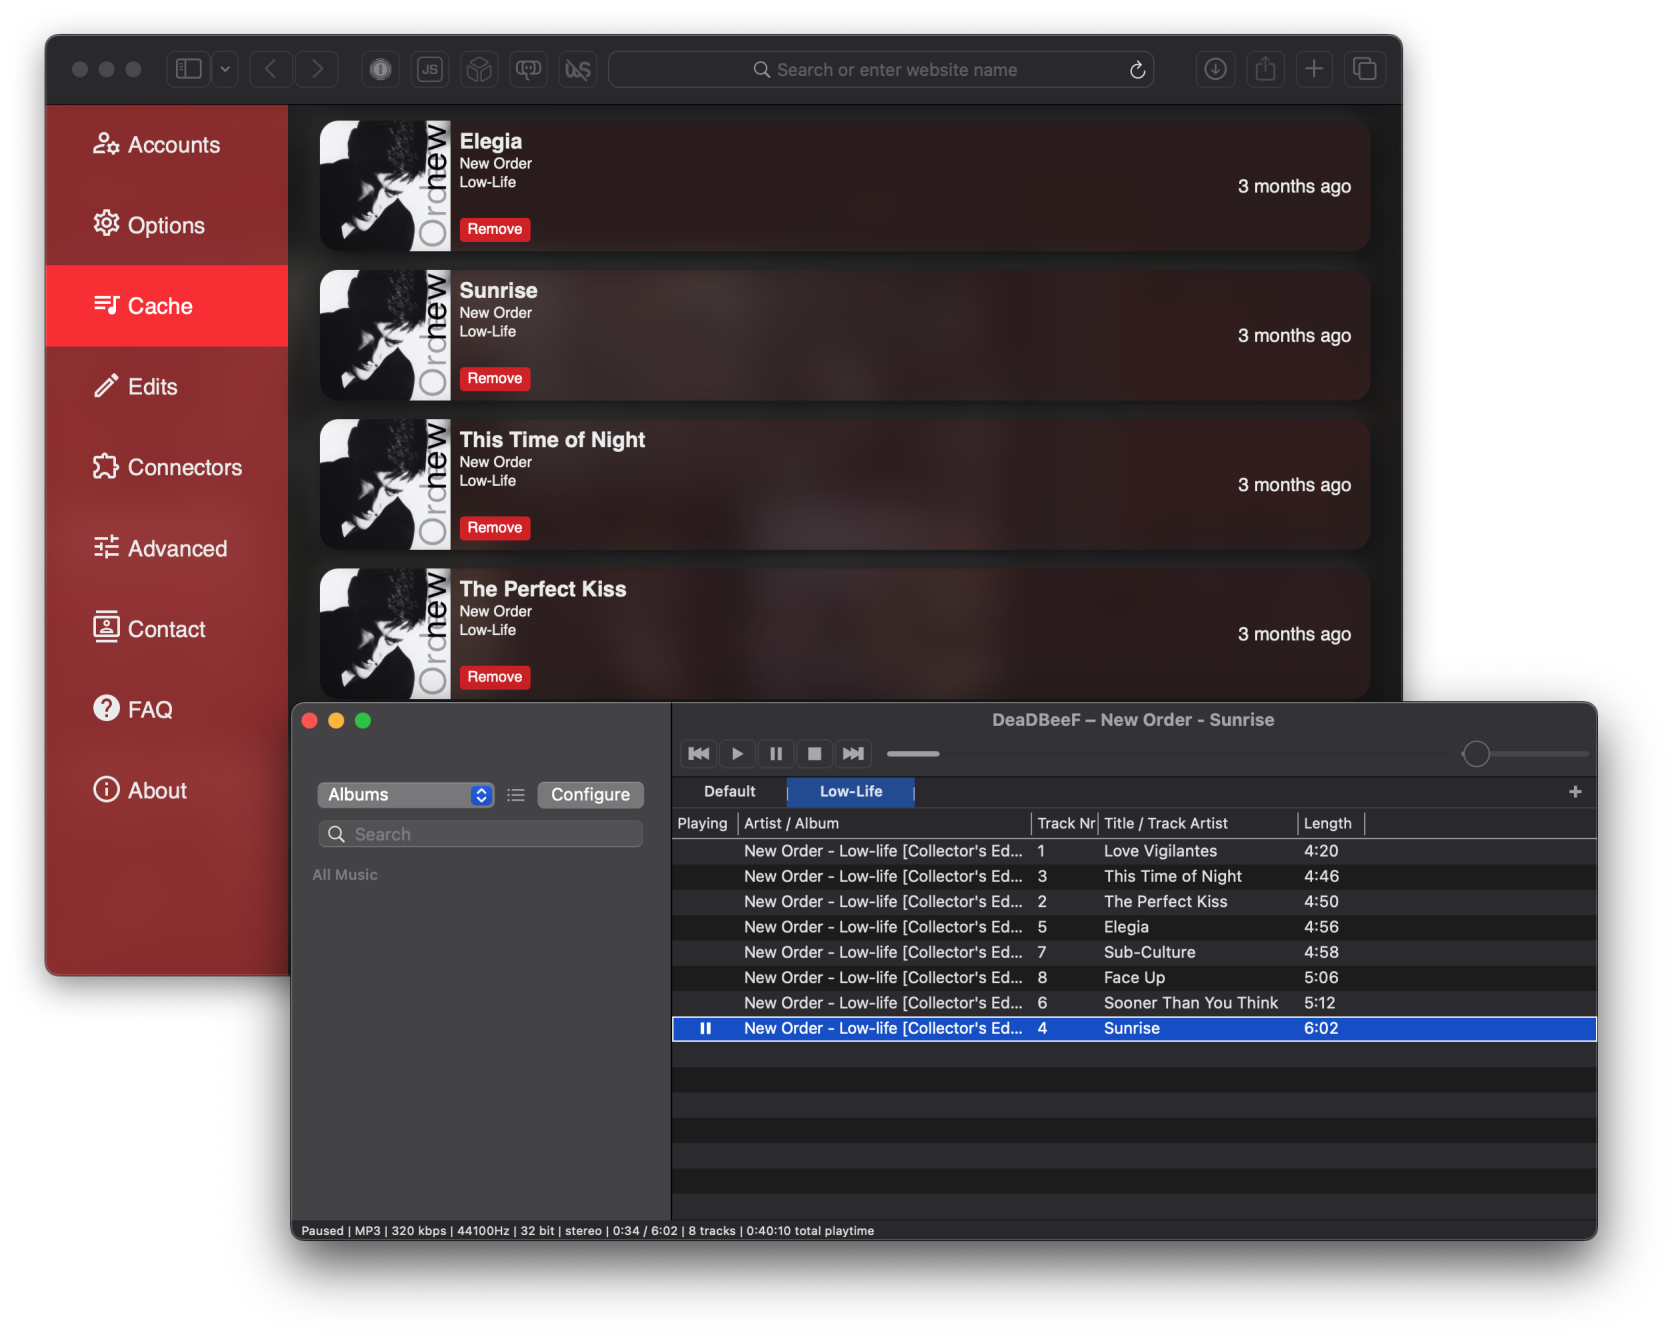 JS
Search or enter website name
Accounts
Options
Cache
Edits
Connectors
Advanced
Contact
FAQ
About
Ordnew
Elegia
New Order
Low-Life
Remove
3 months ago
Ordnew
Sunrise
New Order
Low-Life
Remove
3 months ago
Ordnew
This Time of Night
New Order
Low-Life
Remove
3 months ago
Ordnew
The Perfect Kiss
New Order
Low-Life
Remove
3 months ago
DeaDBeeF – New Order - Sunrise
Albums
Configure
Search
All Music
Default
Low-Life
Playing Artist / Album Track Nr Title / Track Artist Length
New Order - Low-life [Collector's Ed... 1 Love Vigilantes 4:20
New Order - Low-life [Collector's Ed... 3 This Time of Night 4:46
New Order - Low-life [Collector's Ed... 2 The Perfect Kiss 4:50
New Order - Low-life [Collector's Ed... 5 Elegia 4:56
New Order - Low-life [Collector's Ed... 7 Sub-Culture 4:58
New Order - Low-life [Collector's Ed... 8 Face Up 5:06
New Order - Low-life [Collector's Ed... 6 Sooner Than You Think 5:12
New Order - Low-life [Collector's Ed... 4 Sunrise 6:02
Paused | MP3 | 320 kbps | 44100Hz | 32 bit | stereo | 0:34 / 6:02 | 8 tracks | 0:40:10 total playtime